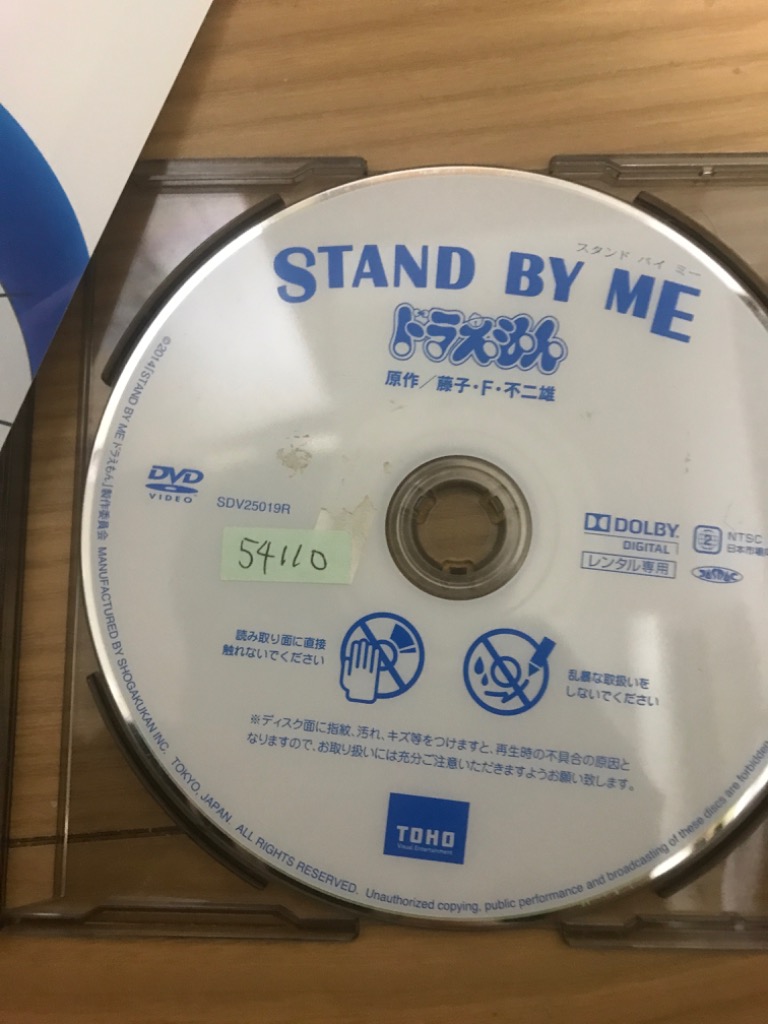 スタンド バイ ミー
STAND BY ME
ドラえもん
原作／藤子・F・不二雄
DVD
VIDEO
SDV25019R
54110
DOLBY
DIGITAL
レンタル専用
2
NTSC
日本市場
読み取り面に直接
触れないでください
乱暴な取扱いを
しないでください
※ディスク面に指紋、汚れ、キズ等をつけますと、再生時の不具合の原因と
なりますので、お取り扱いには充分ご注意いただきますようお願い致します。
TOHO
Visual Entertainment
©2014「STAND BY ME ドラえもん」製作委員会 MANUFACTURED BY SHOGAKUKAN INC. TOKYO, JAPAN ALL RIGHTS RESERVED. Unauthorized copying, public performance and broadcasting of these discs are forbidden